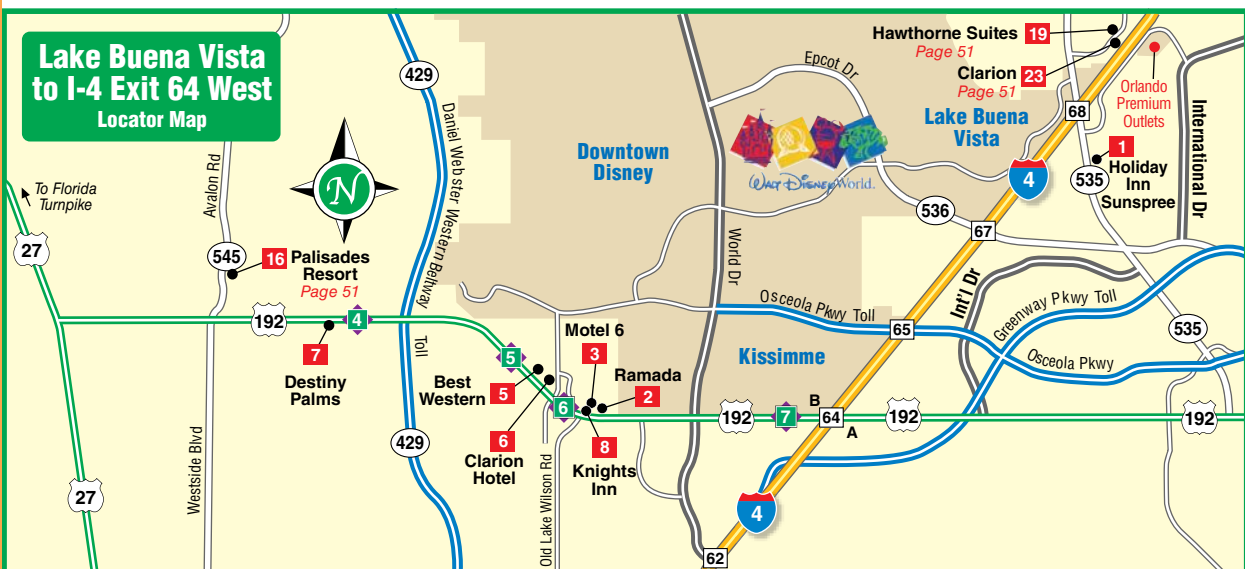 Lake Buena Vista
to I-4 Exit 64 West
Locator Map
429
Daniel Webster Western Beltway
Toll
Avalon Rd
To Florida
Turnpike
27
545
16
Palisades
Resort
Page 51
N
192
4
7
Destiny
Palms
Westside Blvd
27
429
5
Best
Western
5
6
Clarion
Hotel
6
Motel 6
3
Ramada
2
8
Knights
Inn
Old Lake Wilson Rd
Downtown
Disney
Walt Disney World.
Epcot Dr
World Dr
Osceola Pkwy Toll
Kissimme
192
7
B
64
A
192
4
62
65
67
536
Lake Buena
Vista
Hawthorne Suites
19
Page 51
Clarion
23
Page 51
68
4
Orlando
Premium
Outlets
1
Holiday
Inn
Sunspree
535
International Dr
Int'l Dr
Greenway Pkwy Toll
Osceola Pkwy
535
192